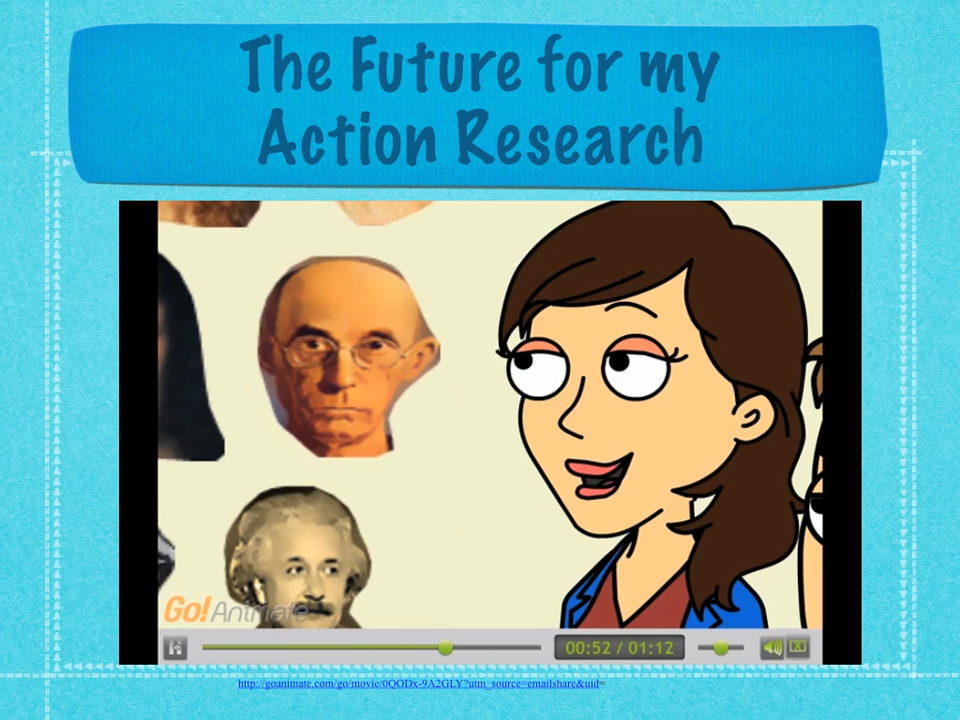 The Future for my
Action Research
Go!Animate
00:52 / 01:12
http://goanimate.com/go/movie/0QODx-9A2GLY?utm_source=emailshare&uid=